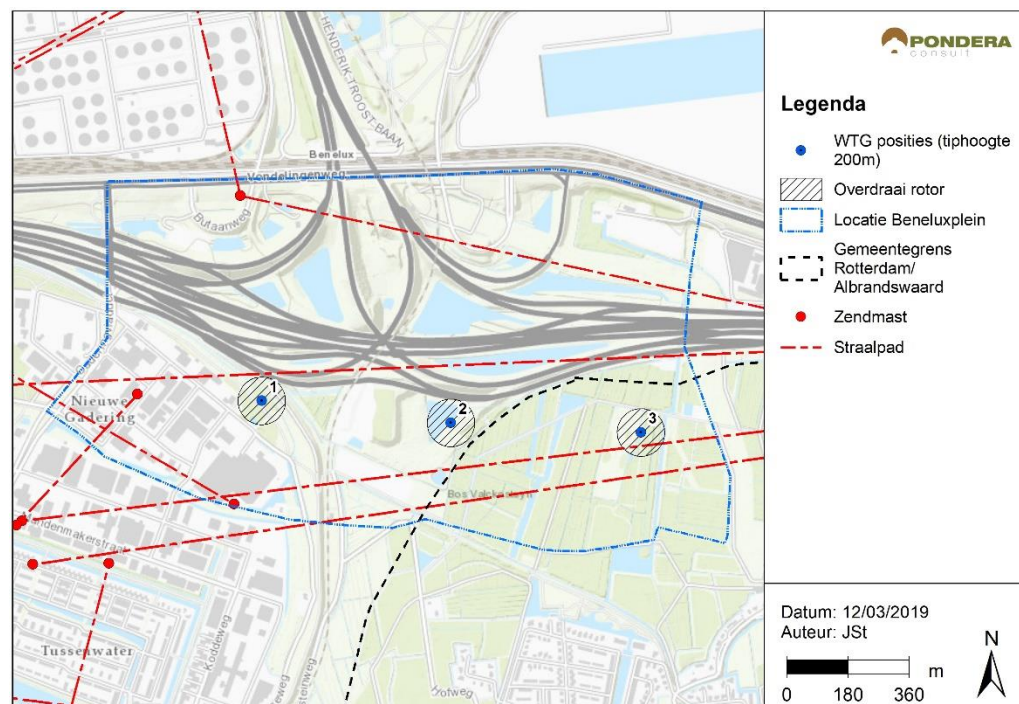 HENDERIK-TROOST-BAAN
Benelux
Vondelingenweg
Butaanweg
Nieuwe
Gadering
1
2
3
Bos Valckesteyn
Mandenmakerstraat
Koddeweg
Tussenwater
PONDERA
consult
Legenda
WTG posities (tiphoogte
200m)
Overdraai rotor
Locatie Beneluxplein
Gemeentegrens
Rotterdam/
Albrandswaard
Zendmast
Straalpad
Datum: 12/03/2019
Auteur: JSt
N
m
0 180 360